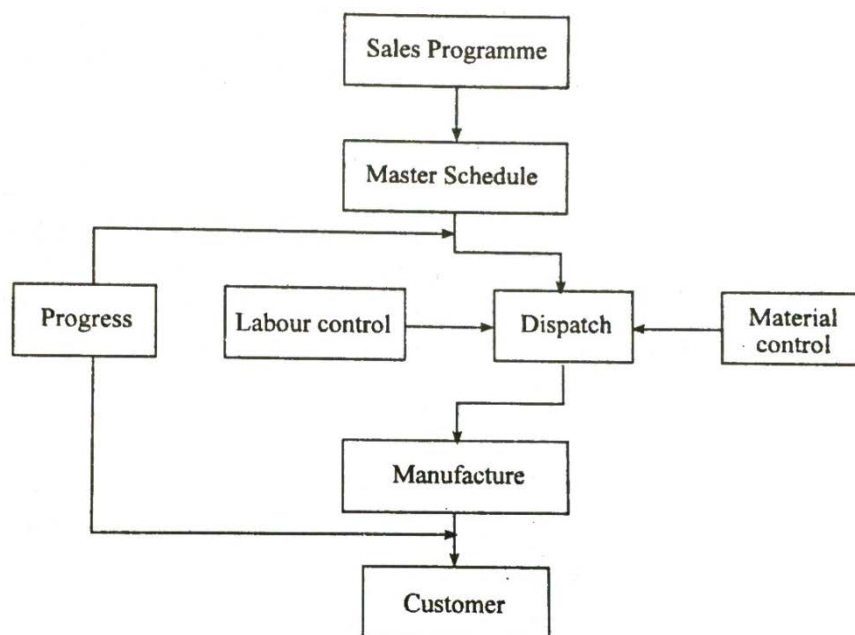 Sales Programme
Master Schedule
Progress
Labour control
Dispatch
Material
control
Manufacture
Customer